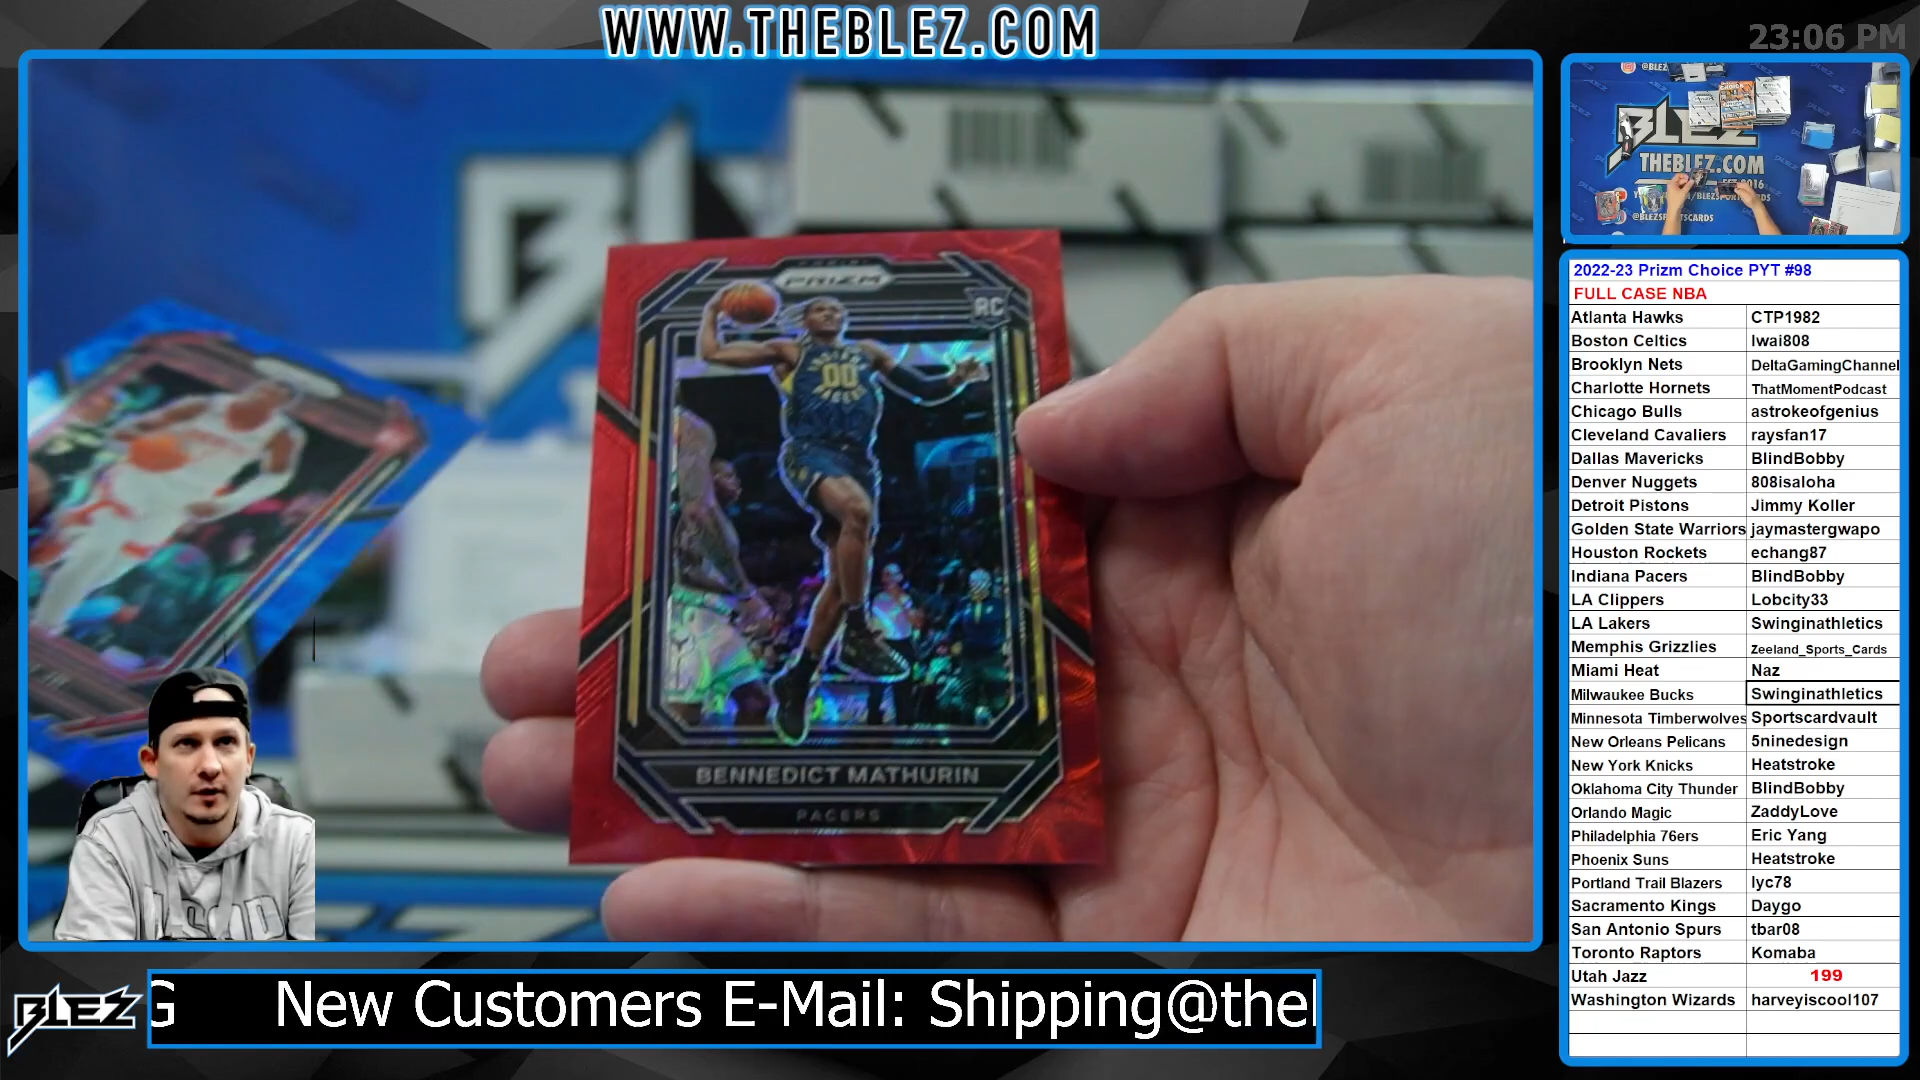 WWW.THEBLEZ.COM
23:06 PM
@BLEZ
BLEZ
THEBLEZ.COM
@BLEZSPORTSCARDS
PRIZM
RC
00
BENNEDICT MATHURIN
PACERS
2022-23 Prizm Choice PYT #98
FULL CASE NBA
Atlanta Hawks CTP1982
Boston Celtics lwai808
Brooklyn Nets DeltaGamingChannel
Charlotte Hornets ThatMomentPodcast
Chicago Bulls astrokeofgenius
Cleveland Cavaliers raysfan17
Dallas Mavericks BlindBobby
Denver Nuggets 808isaloha
Detroit Pistons Jimmy Koller
Golden State Warriors jaymastergwapo
Houston Rockets echang87
Indiana Pacers BlindBobby
LA Clippers Lobcity33
LA Lakers Swinginathletics
Memphis Grizzlies Zeeland_Sports_Cards
Miami Heat Naz
Milwaukee Bucks Swinginathletics
Minnesota Timberwolves Sportscardvault
New Orleans Pelicans 5ninedesign
New York Knicks Heatstroke
Oklahoma City Thunder BlindBobby
Orlando Magic ZaddyLove
Philadelphia 76ers Eric Yang
Phoenix Suns Heatstroke
Portland Trail Blazers lyc78
Sacramento Kings Daygo
San Antonio Spurs tbar08
Toronto Raptors Komaba
Utah Jazz 199
Washington Wizards harveyiscool107
BLEZ
G New Customers E-Mail: Shipping@thel